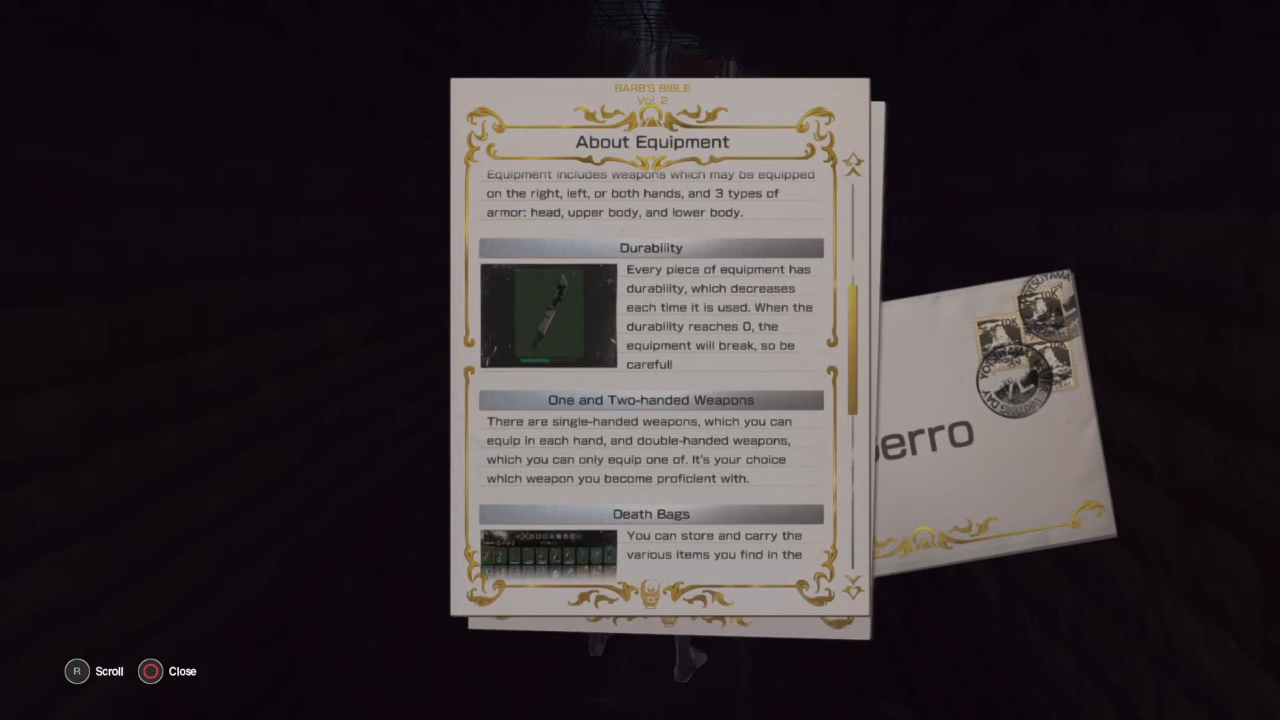 BARB'S BIBLE
Vol. 2
About Equipment
Equipment includes weapons which may be equipped
on the right, left, or both hands, and 3 types of
armor: head, upper body, and lower body.
Durability
Every piece of equipment has
durability, which decreases
each time it is used. When the
durability reaches 0, the
equipment will break, so be
careful!
One and Two-handed Weapons
There are single-handed weapons, which you can
equip in each hand, and double-handed weapons,
which you can only equip one of. It's your choice
which weapon you become proficient with.
Death Bags
You can store and carry the
various items you find in the
erro
R Scroll
Close